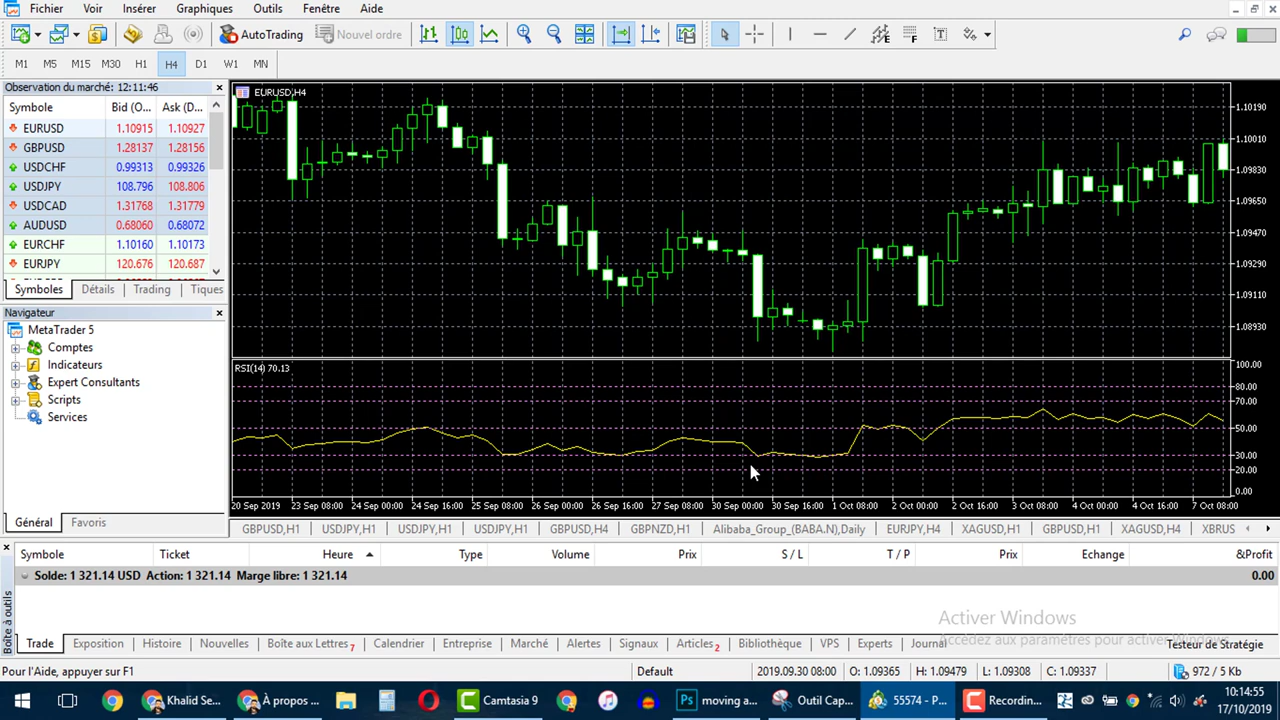 Fichier Voir Insérer Graphiques Outils Fenêtre Aide
AutoTrading Nouvel ordre
M1 M5 M15 M30 H1 H4 D1 W1 MN
Observation du marché: 12:11:46
Symbole Bid (O... Ask (D...
EURUSD 1.10915 1.10927
GBPUSD 1.28137 1.28156
USDCHF 0.99313 0.99326
USDJPY 108.796 108.806
USDCAD 1.31768 1.31779
AUDUSD 0.68060 0.68072
EURCHF 1.10160 1.10173
EURJPY 120.676 120.687
Symboles Détails Trading Tiques
Navigateur
MetaTrader 5
Comptes
Indicateurs
Expert Consultants
Scripts
Services
Général Favoris
EURUSD,H4
1.10190
1.10010
1.09830
1.09650
1.09470
1.09290
1.09110
1.08930
RSI(14) 70.13
100.00
80.00
70.00
50.00
30.00
20.00
0.00
20 Sep 2019 23 Sep 08:00 24 Sep 00:00 24 Sep 16:00 25 Sep 08:00 26 Sep 00:00 26 Sep 16:00 27 Sep 08:00 30 Sep 00:00 30 Sep 16:00 1 Oct 08:00 2 Oct 00:00 2 Oct 16:00 3 Oct 08:00 4 Oct 00:00 4 Oct 16:00 7 Oct 08:00
GBPUSD,H1 USDJPY,H1 USDJPY,H1 USDJPY,H1 GBPUSD,H4 GBPNZD,H1 Alibaba_Group_(BABA.N),Daily EURJPY,H4 XAGUSD,H1 GBPUSD,H1 XAGUSD,H4 XBRUS
Symbole Ticket Heure Type Volume Prix S / L T / P Prix Echange &Profit
Solde: 1 321.14 USD Action: 1 321.14 Marge libre: 1 321.14 0.00
Boîte à outils
Activer Windows
Accédez aux paramètres pour activer Windows.
Trade Exposition Histoire Nouvelles Boîte aux Lettres 7 Calendrier Entreprise Marché Alertes Signaux Articles 2 Bibliothèque VPS Experts Journal Testeur de Stratégie
Pour l'Aide, appuyer sur F1 Default 2019.09.30 08:00 O: 1.09365 H: 1.09479 L: 1.09308 C: 1.09337 972 / 5 Kb
Khalid Se... À propos ... Camtasia 9 Ps moving a... Outil Cap... 55574 - P... Recordin... 10:14:55
17/10/2019